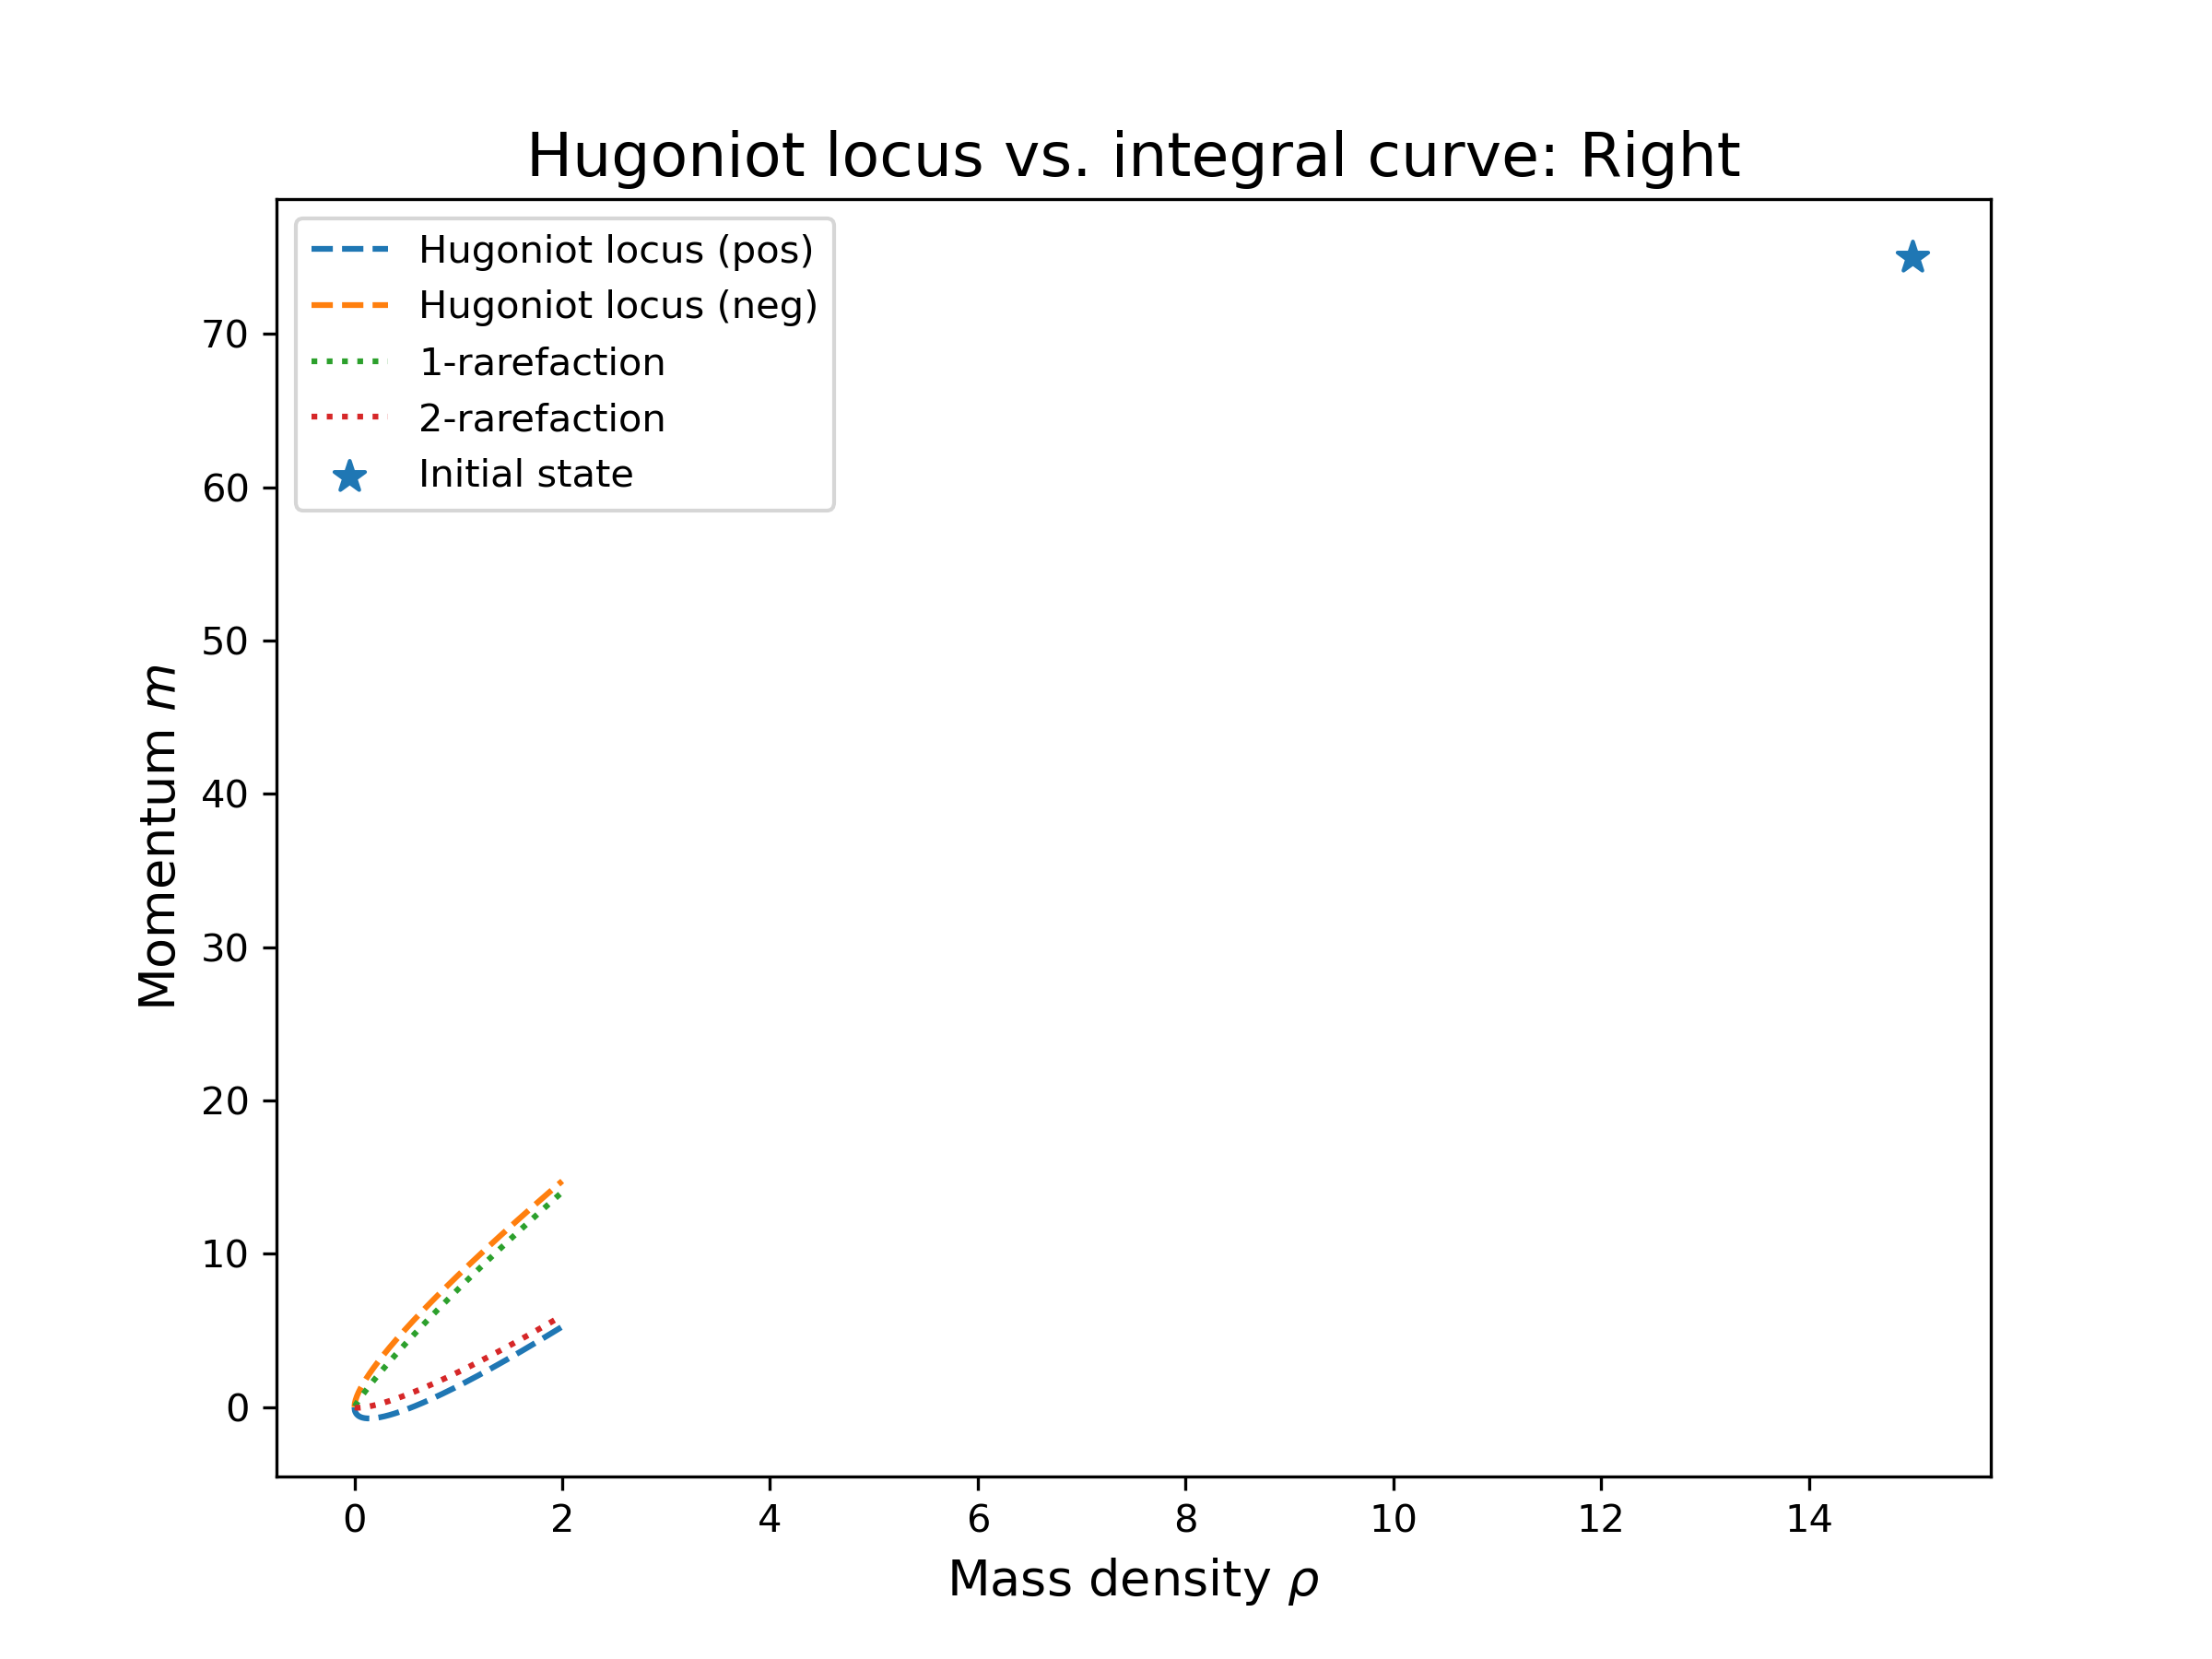 Hugoniot locus vs. integral curve: Right
Hugoniot locus (pos)
Hugoniot locus (neg)
1-rarefaction
2-rarefaction
Initial state
70
60
50
40
30
20
10
0
Momentum m
0 2 4 6 8 10 12 14
Mass density ρ